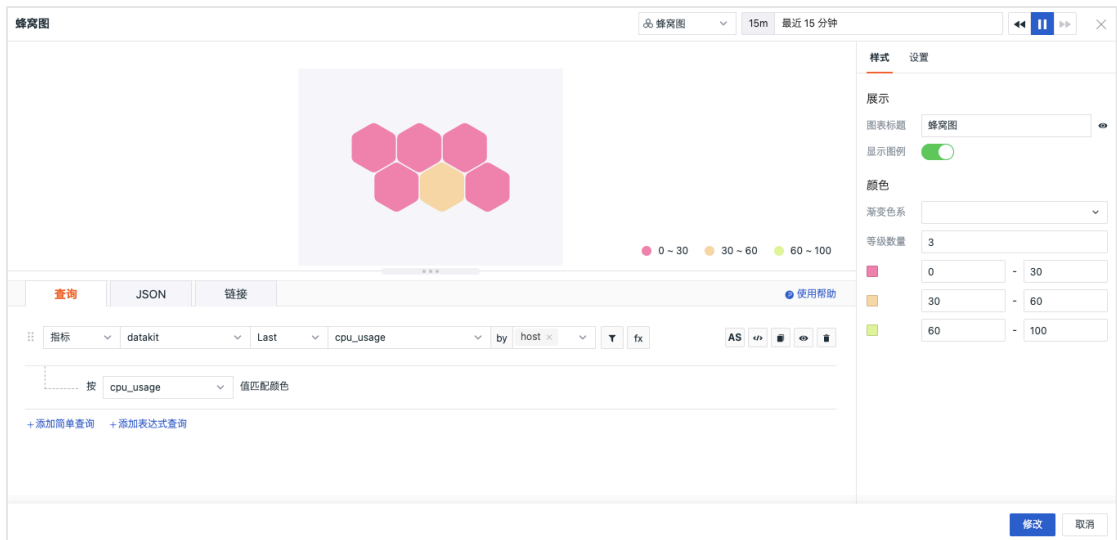 蜂窝图
蜂窝图
15m 最近 15 分钟
样式 设置
展示
图表标题 蜂窝图
显示图例
颜色
渐变色系
等级数量 3
0 - 30
30 - 60
60 - 100
0 ~ 30 30 ~ 60 60 ~ 100
查询 JSON 链接 使用帮助
指标 datakit Last cpu_usage by host × fx AS </>
按 cpu_usage 值匹配颜色
+添加简单查询 +添加表达式查询
修改 取消